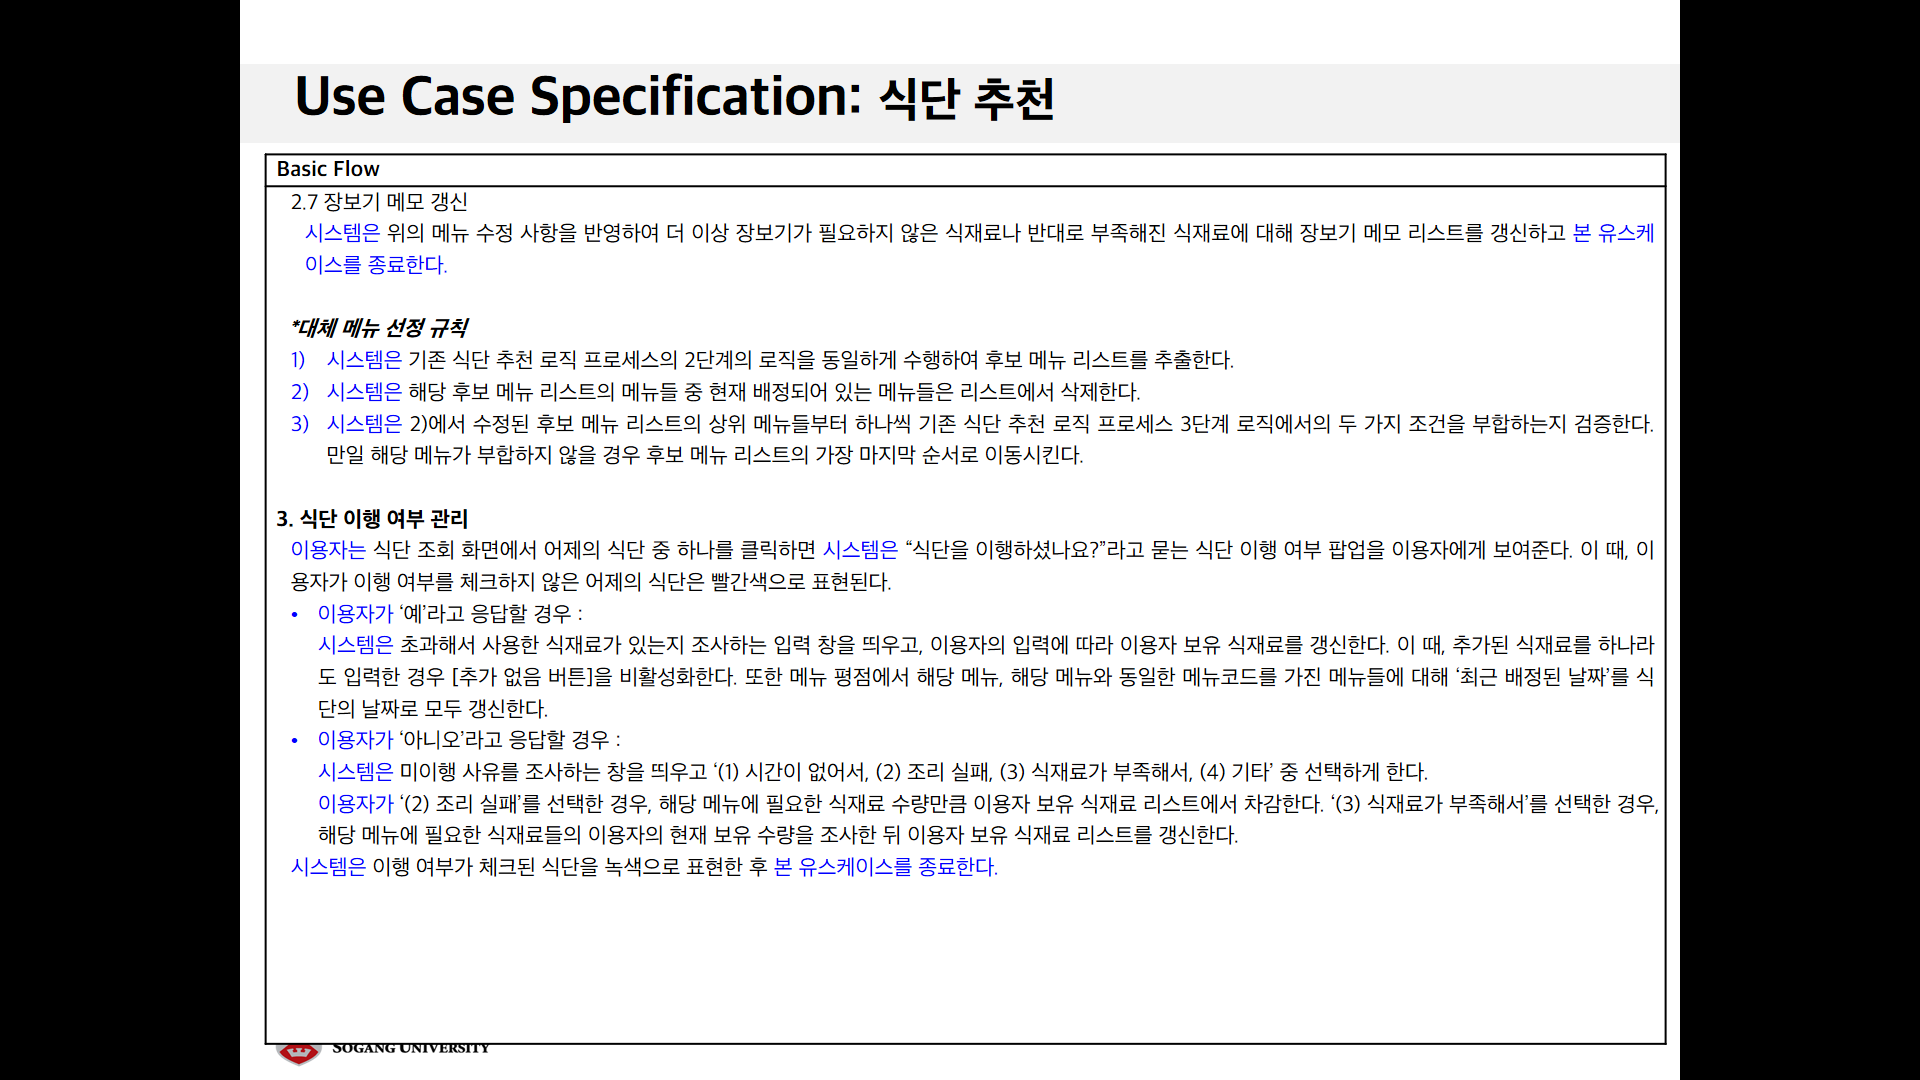 Use Case Specification: 식단 추천
Basic Flow
2.7 장보기 메모 갱신
시스템은 위의 메뉴 수정 사항을 반영하여 더 이상 장보기가 필요하지 않은 식재료나 반대로 부족해진 식재료에 대해 장보기 메모 리스트를 갱신하고 본 유스케
이스를 종료한다.
*대체 메뉴 선정 규칙
1) 시스템은 기존 식단 추천 로직 프로세스의 2단계의 로직을 동일하게 수행하여 후보 메뉴 리스트를 추출한다.
2) 시스템은 해당 후보 메뉴 리스트의 메뉴들 중 현재 배정되어 있는 메뉴들은 리스트에서 삭제한다.
3) 시스템은 2)에서 수정된 후보 메뉴 리스트의 상위 메뉴들부터 하나씩 기존 식단 추천 로직 프로세스 3단계 로직에서의 두 가지 조건을 부합하는지 검증한다.
만일 해당 메뉴가 부합하지 않을 경우 후보 메뉴 리스트의 가장 마지막 순서로 이동시킨다.
3. 식단 이행 여부 관리
이용자는 식단 조회 화면에서 어제의 식단 중 하나를 클릭하면 시스템은 “식단을 이행하셨나요?”라고 묻는 식단 이행 여부 팝업을 이용자에게 보여준다. 이 때, 이
용자가 이행 여부를 체크하지 않은 어제의 식단은 빨간색으로 표현된다.
• 이용자가 ‘예’라고 응답할 경우 :
시스템은 초과해서 사용한 식재료가 있는지 조사하는 입력 창을 띄우고, 이용자의 입력에 따라 이용자 보유 식재료를 갱신한다. 이 때, 추가된 식재료를 하나라
도 입력한 경우 [추가 없음 버튼]을 비활성화한다. 또한 메뉴 평점에서 해당 메뉴, 해당 메뉴와 동일한 메뉴코드를 가진 메뉴들에 대해 ‘최근 배정된 날짜’를 식
단의 날짜로 모두 갱신한다.
• 이용자가 ‘아니오’라고 응답할 경우 :
시스템은 미이행 사유를 조사하는 창을 띄우고 ‘(1) 시간이 없어서, (2) 조리 실패, (3) 식재료가 부족해서, (4) 기타’ 중 선택하게 한다.
이용자가 ‘(2) 조리 실패’를 선택한 경우, 해당 메뉴에 필요한 식재료 수량만큼 이용자 보유 식재료 리스트에서 차감한다. ‘(3) 식재료가 부족해서’를 선택한 경우,
해당 메뉴에 필요한 식재료들의 이용자의 현재 보유 수량을 조사한 뒤 이용자 보유 식재료 리스트를 갱신한다.
시스템은 이행 여부가 체크된 식단을 녹색으로 표현한 후 본 유스케이스를 종료한다.
SOGANG UNIVERSITY